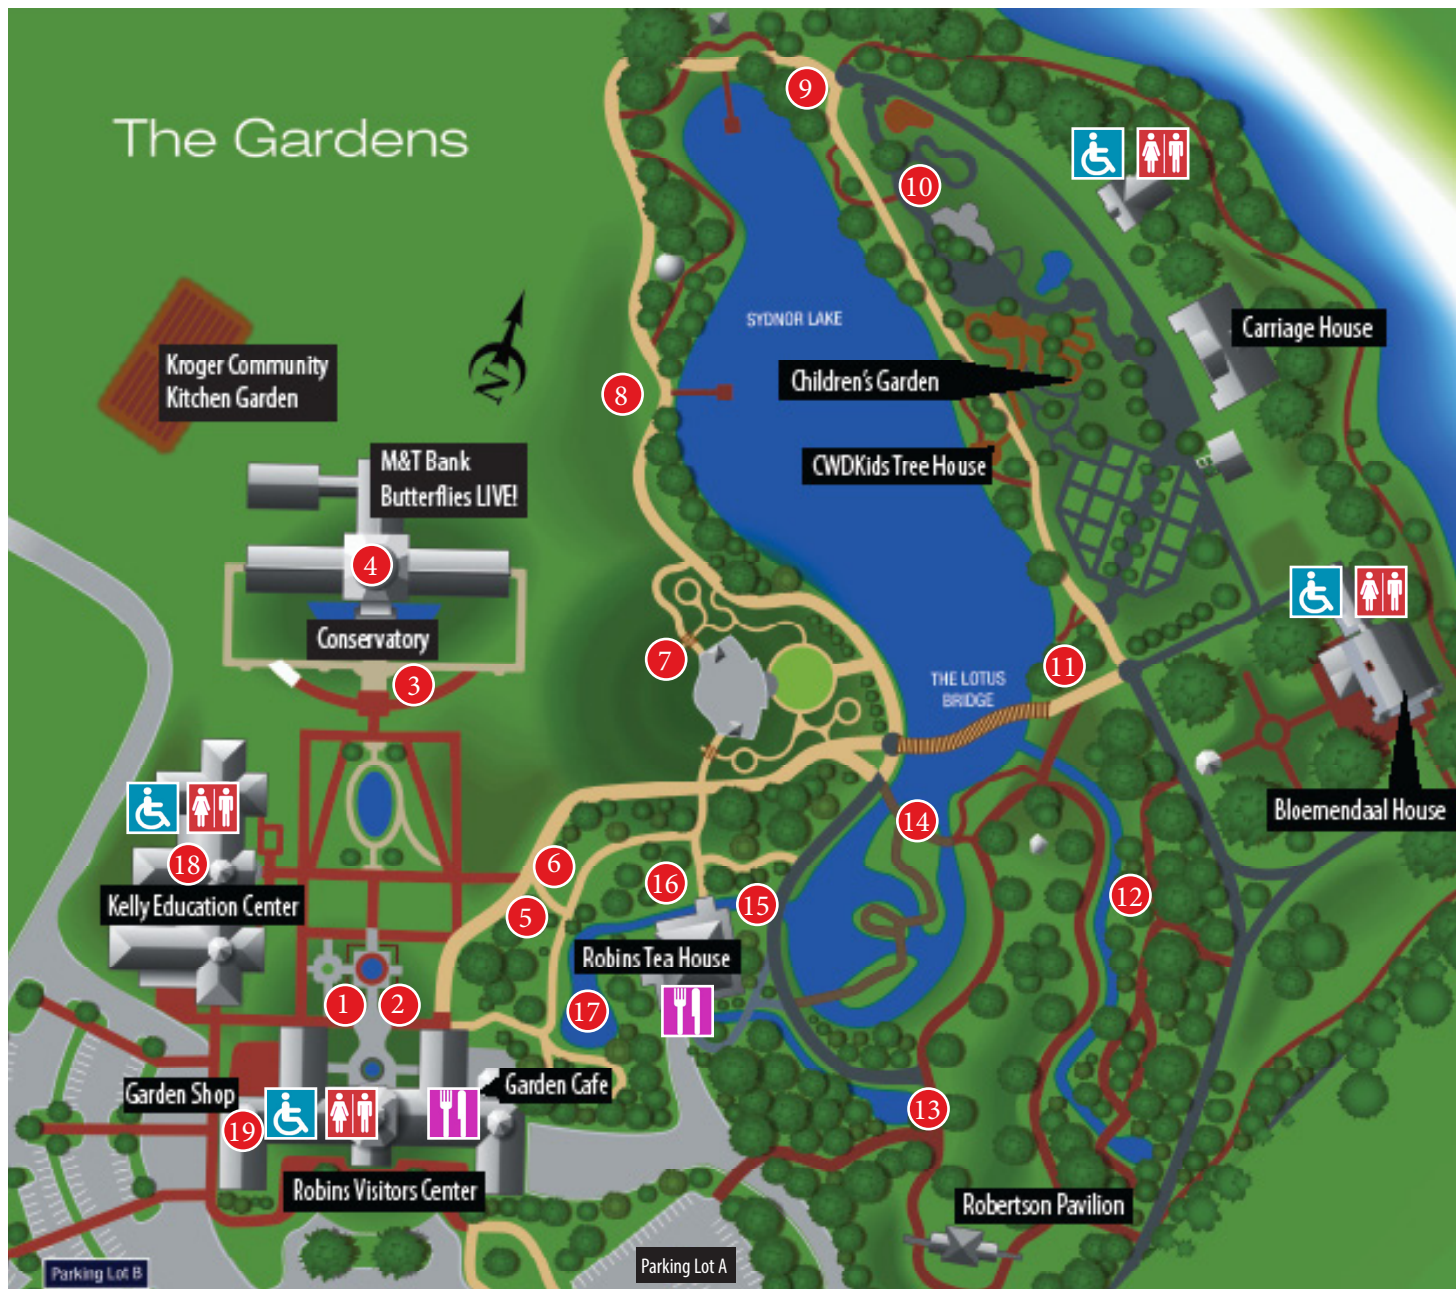 The Gardens
9
10
SYDNOR LAKE
Carriage House
Kroger Community
Kitchen Garden
N
Children's Garden
8
M&T Bank
Butterflies LIVE!
CWDKids Tree House
4
Conservatory
7
11
3
THE LOTUS
BRIDGE
Bloemendaal House
14
18
6
16
12
Kelly Education Center
5
15
Robins Tea House
1
2
17
Garden Shop
Garden Cafe
13
19
Robins Visitors Center
Robertson Pavilion
Parking Lot B
Parking Lot A